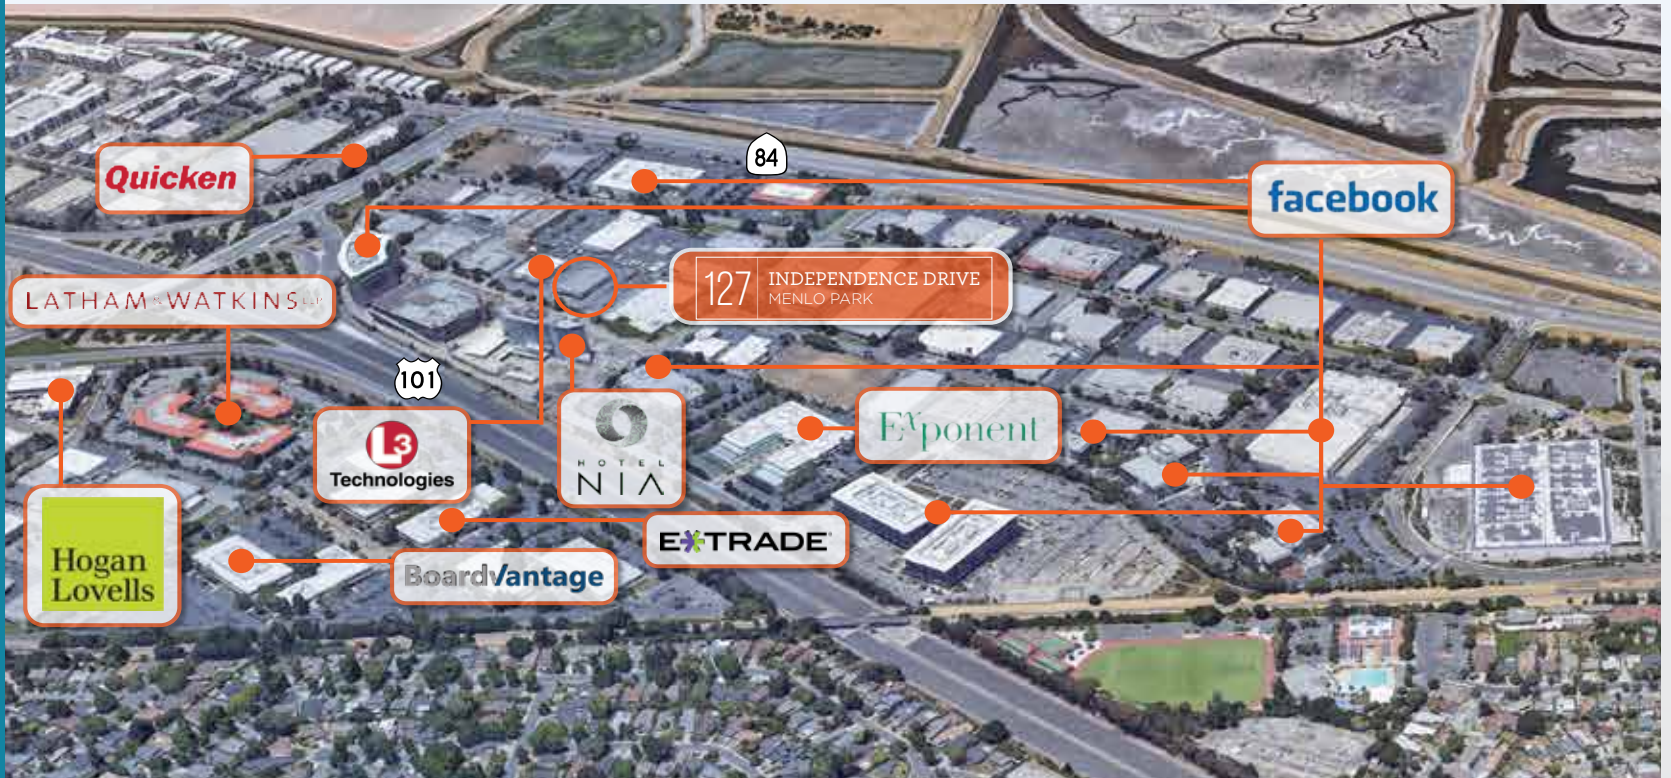 84
Quicken
facebook
127 INDEPENDENCE DRIVE
MENLO PARK
LATHAM & WATKINS LLP
101
L3
Technologies
HOTEL
NIA
Exponent
E*TRADE
Hogan
Lovells
BoardVantage